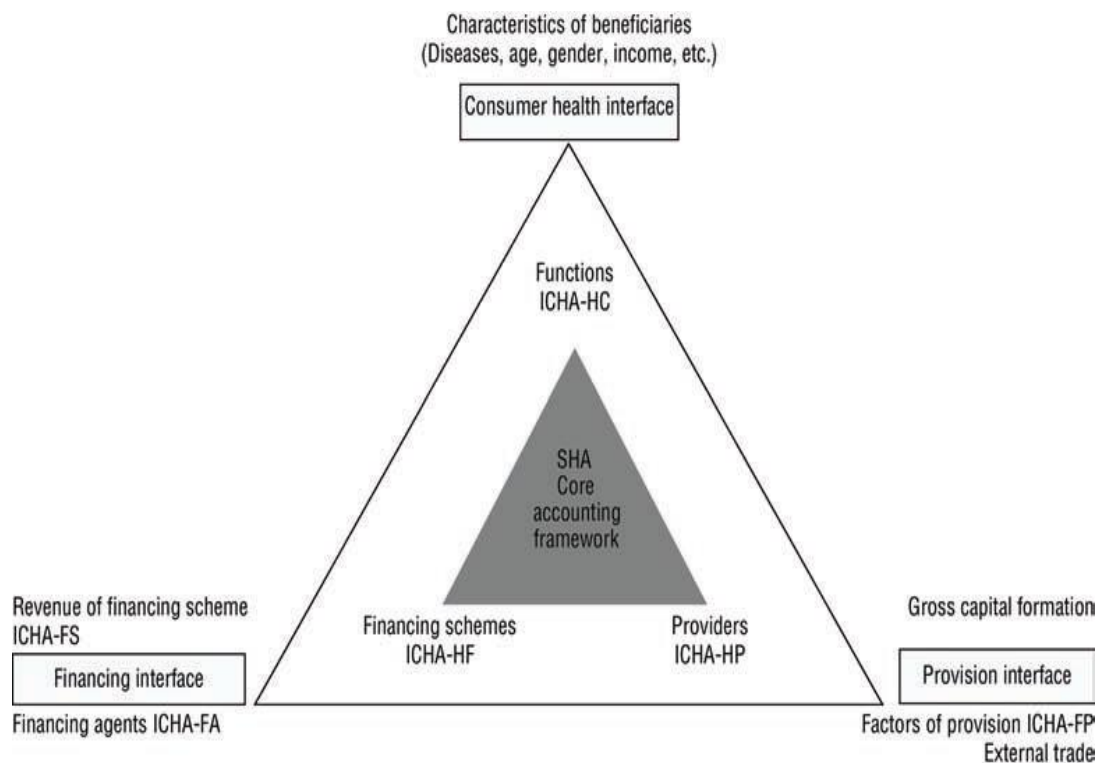 Characteristics of beneficiaries
(Diseases, age, gender, income, etc.)
Consumer health interface
Functions
ICHA-HC
SHA
Core
accounting
framework
Financing schemes
ICHA-HF
Providers
ICHA-HP
Revenue of financing scheme
ICHA-FS
Financing interface
Financing agents ICHA-FA
Gross capital formation
Provision interface
Factors of provision ICHA-FP
External trade